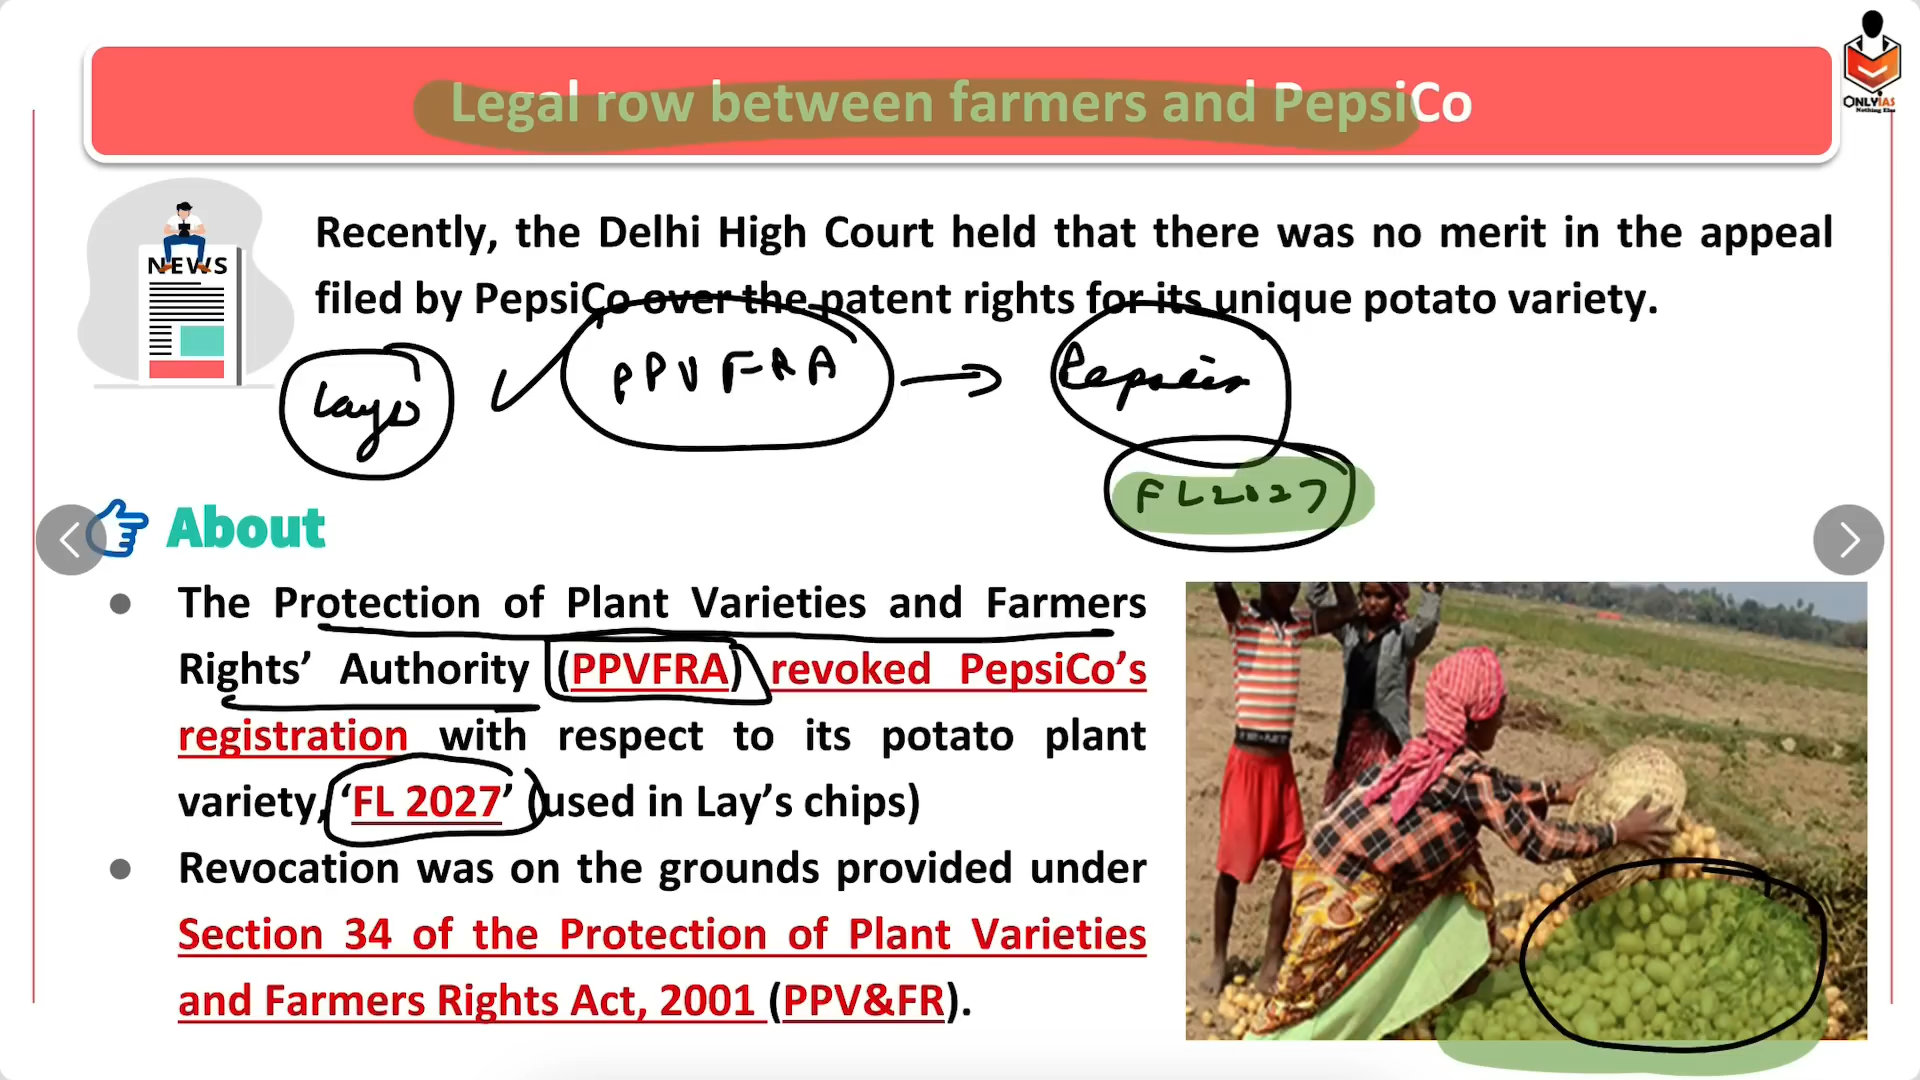 Legal row between farmers and PepsiCo
ONLYIAS
Nothing Else
NEWS
Recently, the Delhi High Court held that there was no merit in the appeal
filed by PepsiCo over the patent rights for its unique potato variety.
Lays
PPVFRA
FL2027
About
The Protection of Plant Varieties and Farmers
Rights’ Authority (PPVFRA) revoked PepsiCo’s
registration with respect to its potato plant
variety, ‘FL 2027’ (used in Lay’s chips)
Revocation was on the grounds provided under
Section 34 of the Protection of Plant Varieties
and Farmers Rights Act, 2001 (PPV&FR).